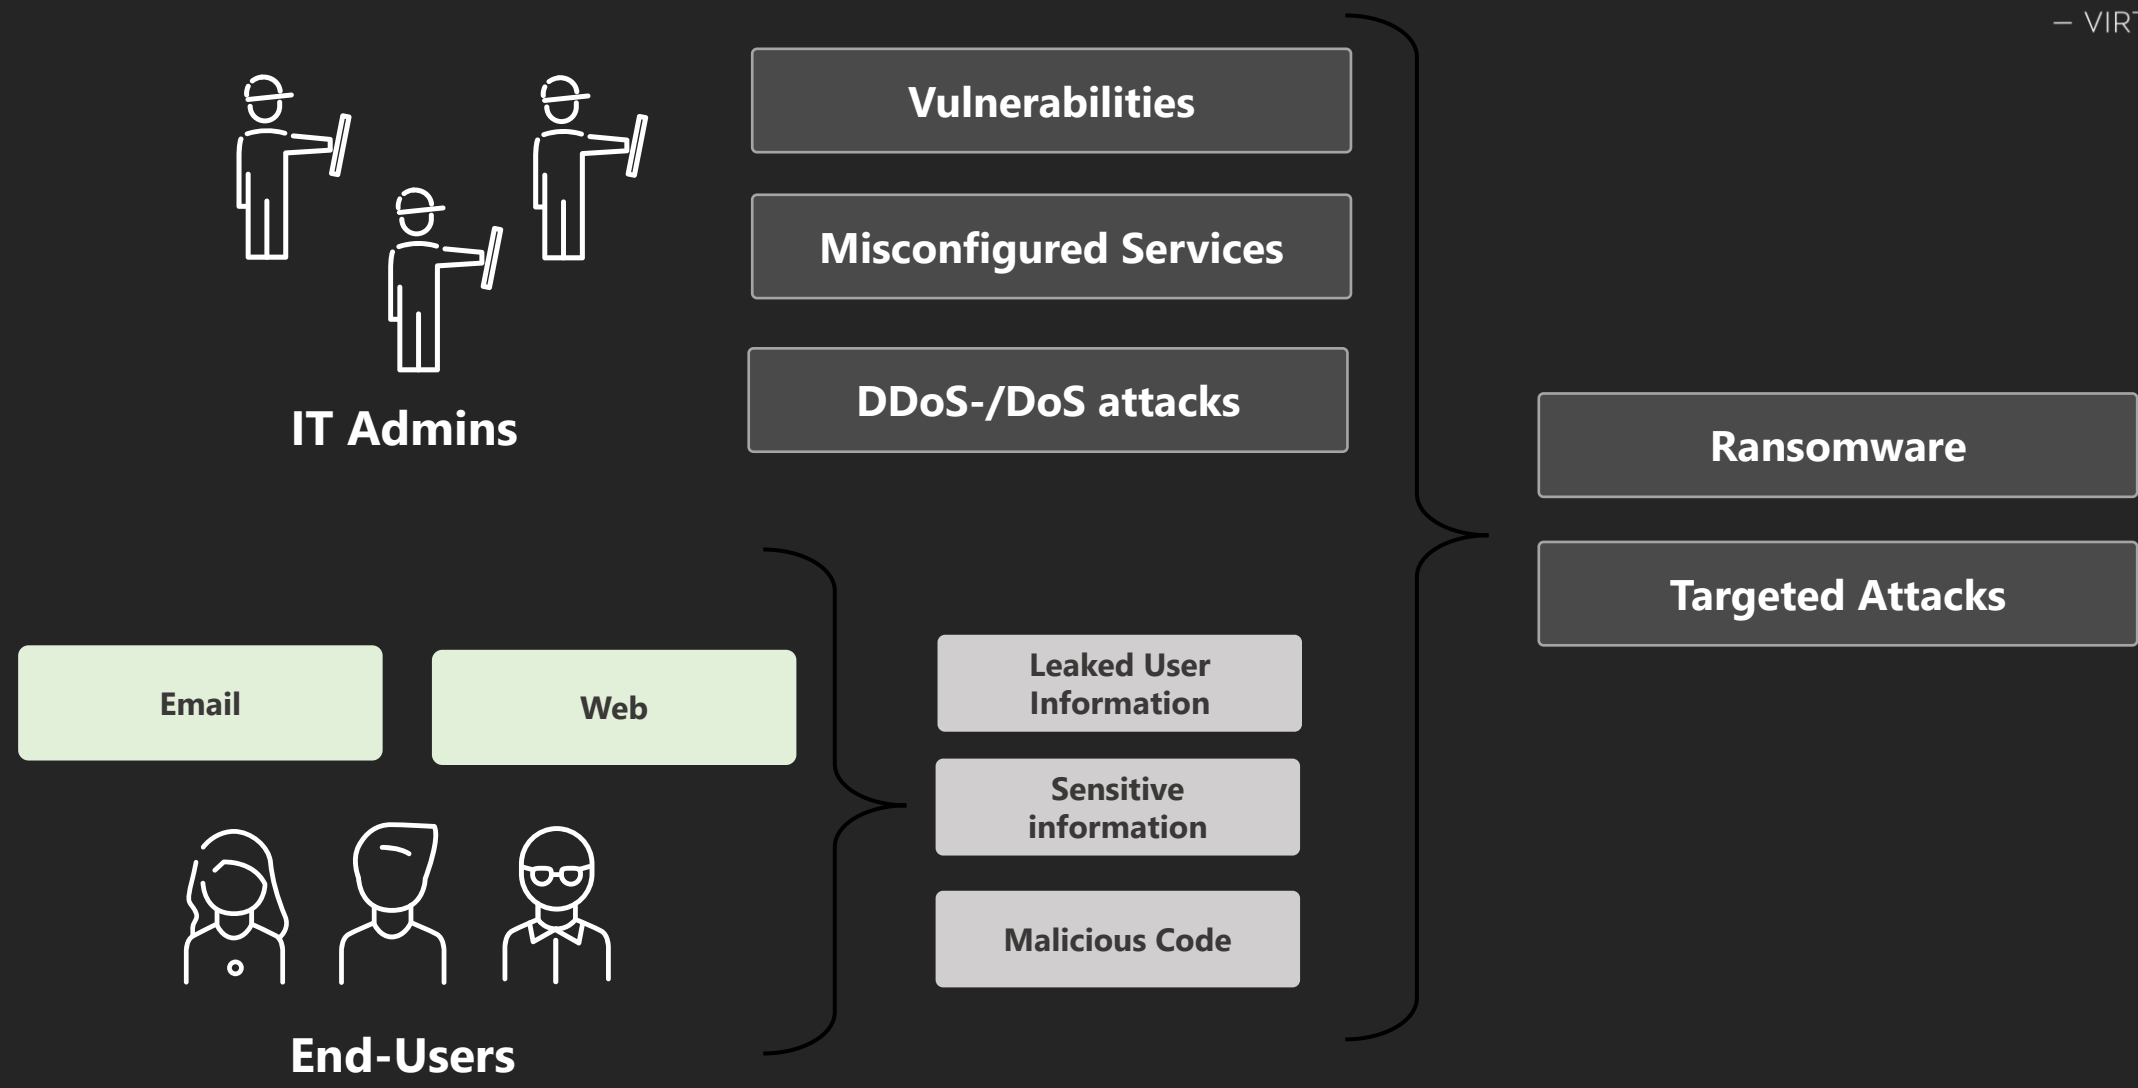 — VIRT
Vulnerabilities
Misconfigured Services
DDoS-/DoS attacks
IT Admins
Ransomware
Targeted Attacks
Email
Web
Leaked User
Information
Sensitive
information
Malicious Code
End-Users